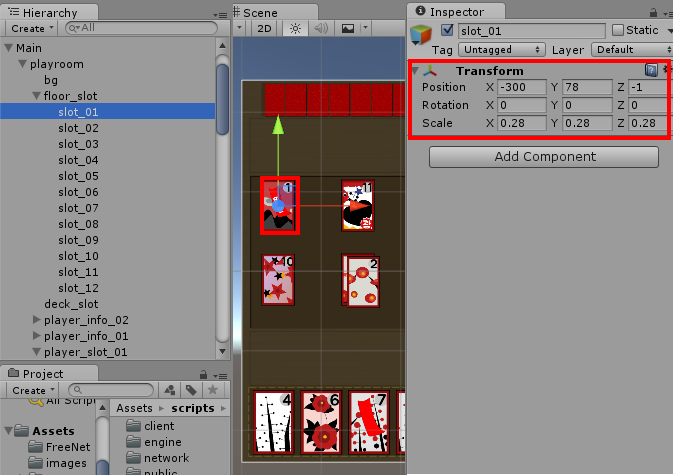 Hierarchy
Create
All
Main
playroom
bg
floor_slot
slot_01
slot_02
slot_03
slot_04
slot_05
slot_06
slot_07
slot_08
slot_09
slot_10
slot_11
slot_12
deck_slot
player_info_02
player_info_01
player_slot_01
Project
Create
All Scri
Assets
FreeNet
images
Assets scripts
client
engine
network
public
Scene
2D
1
11
10
2
4
6
7
Inspector
slot_01 Static
Tag Untagged Layer Default
Transform
Position X -300 Y 78 Z -1
Rotation X 0 Y 0 Z 0
Scale X 0.28 Y 0.28 Z 0.28
Add Component